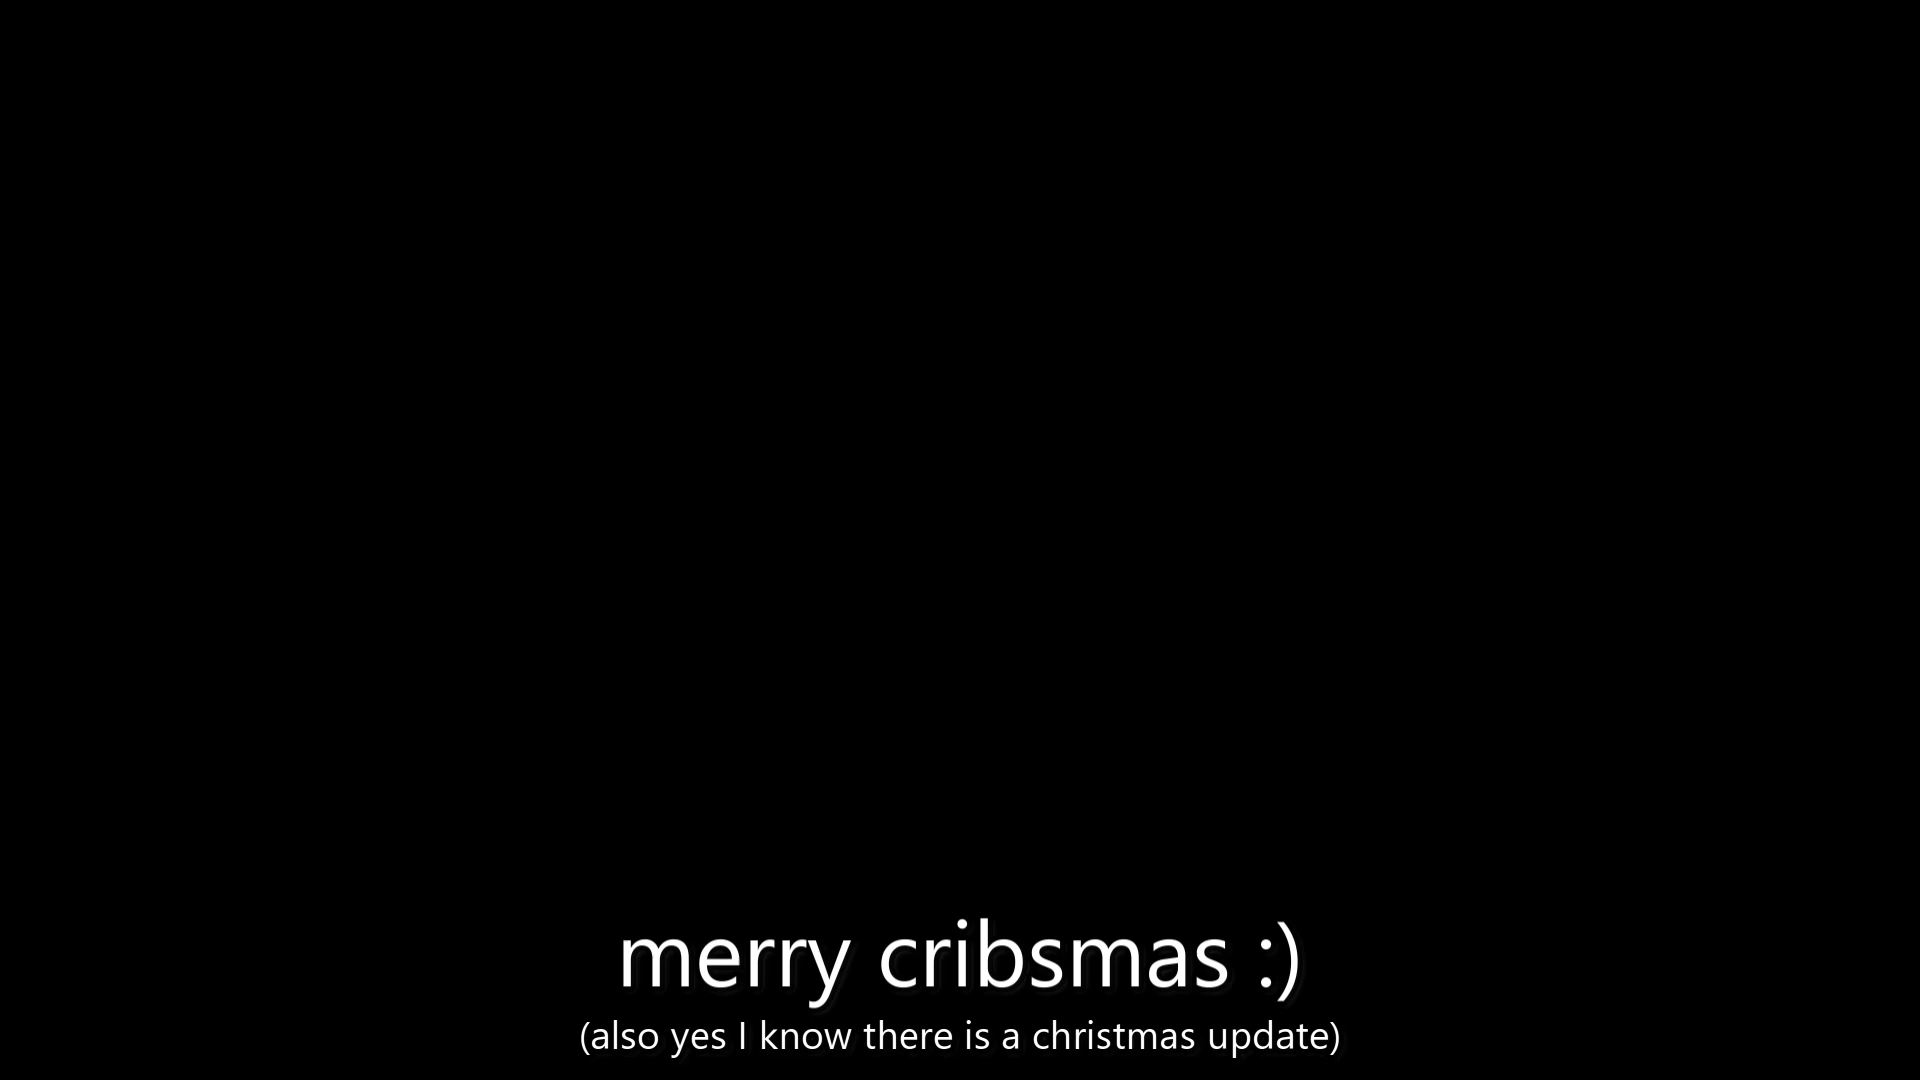 merry cribsmas :)
(also yes I know there is a christmas update)